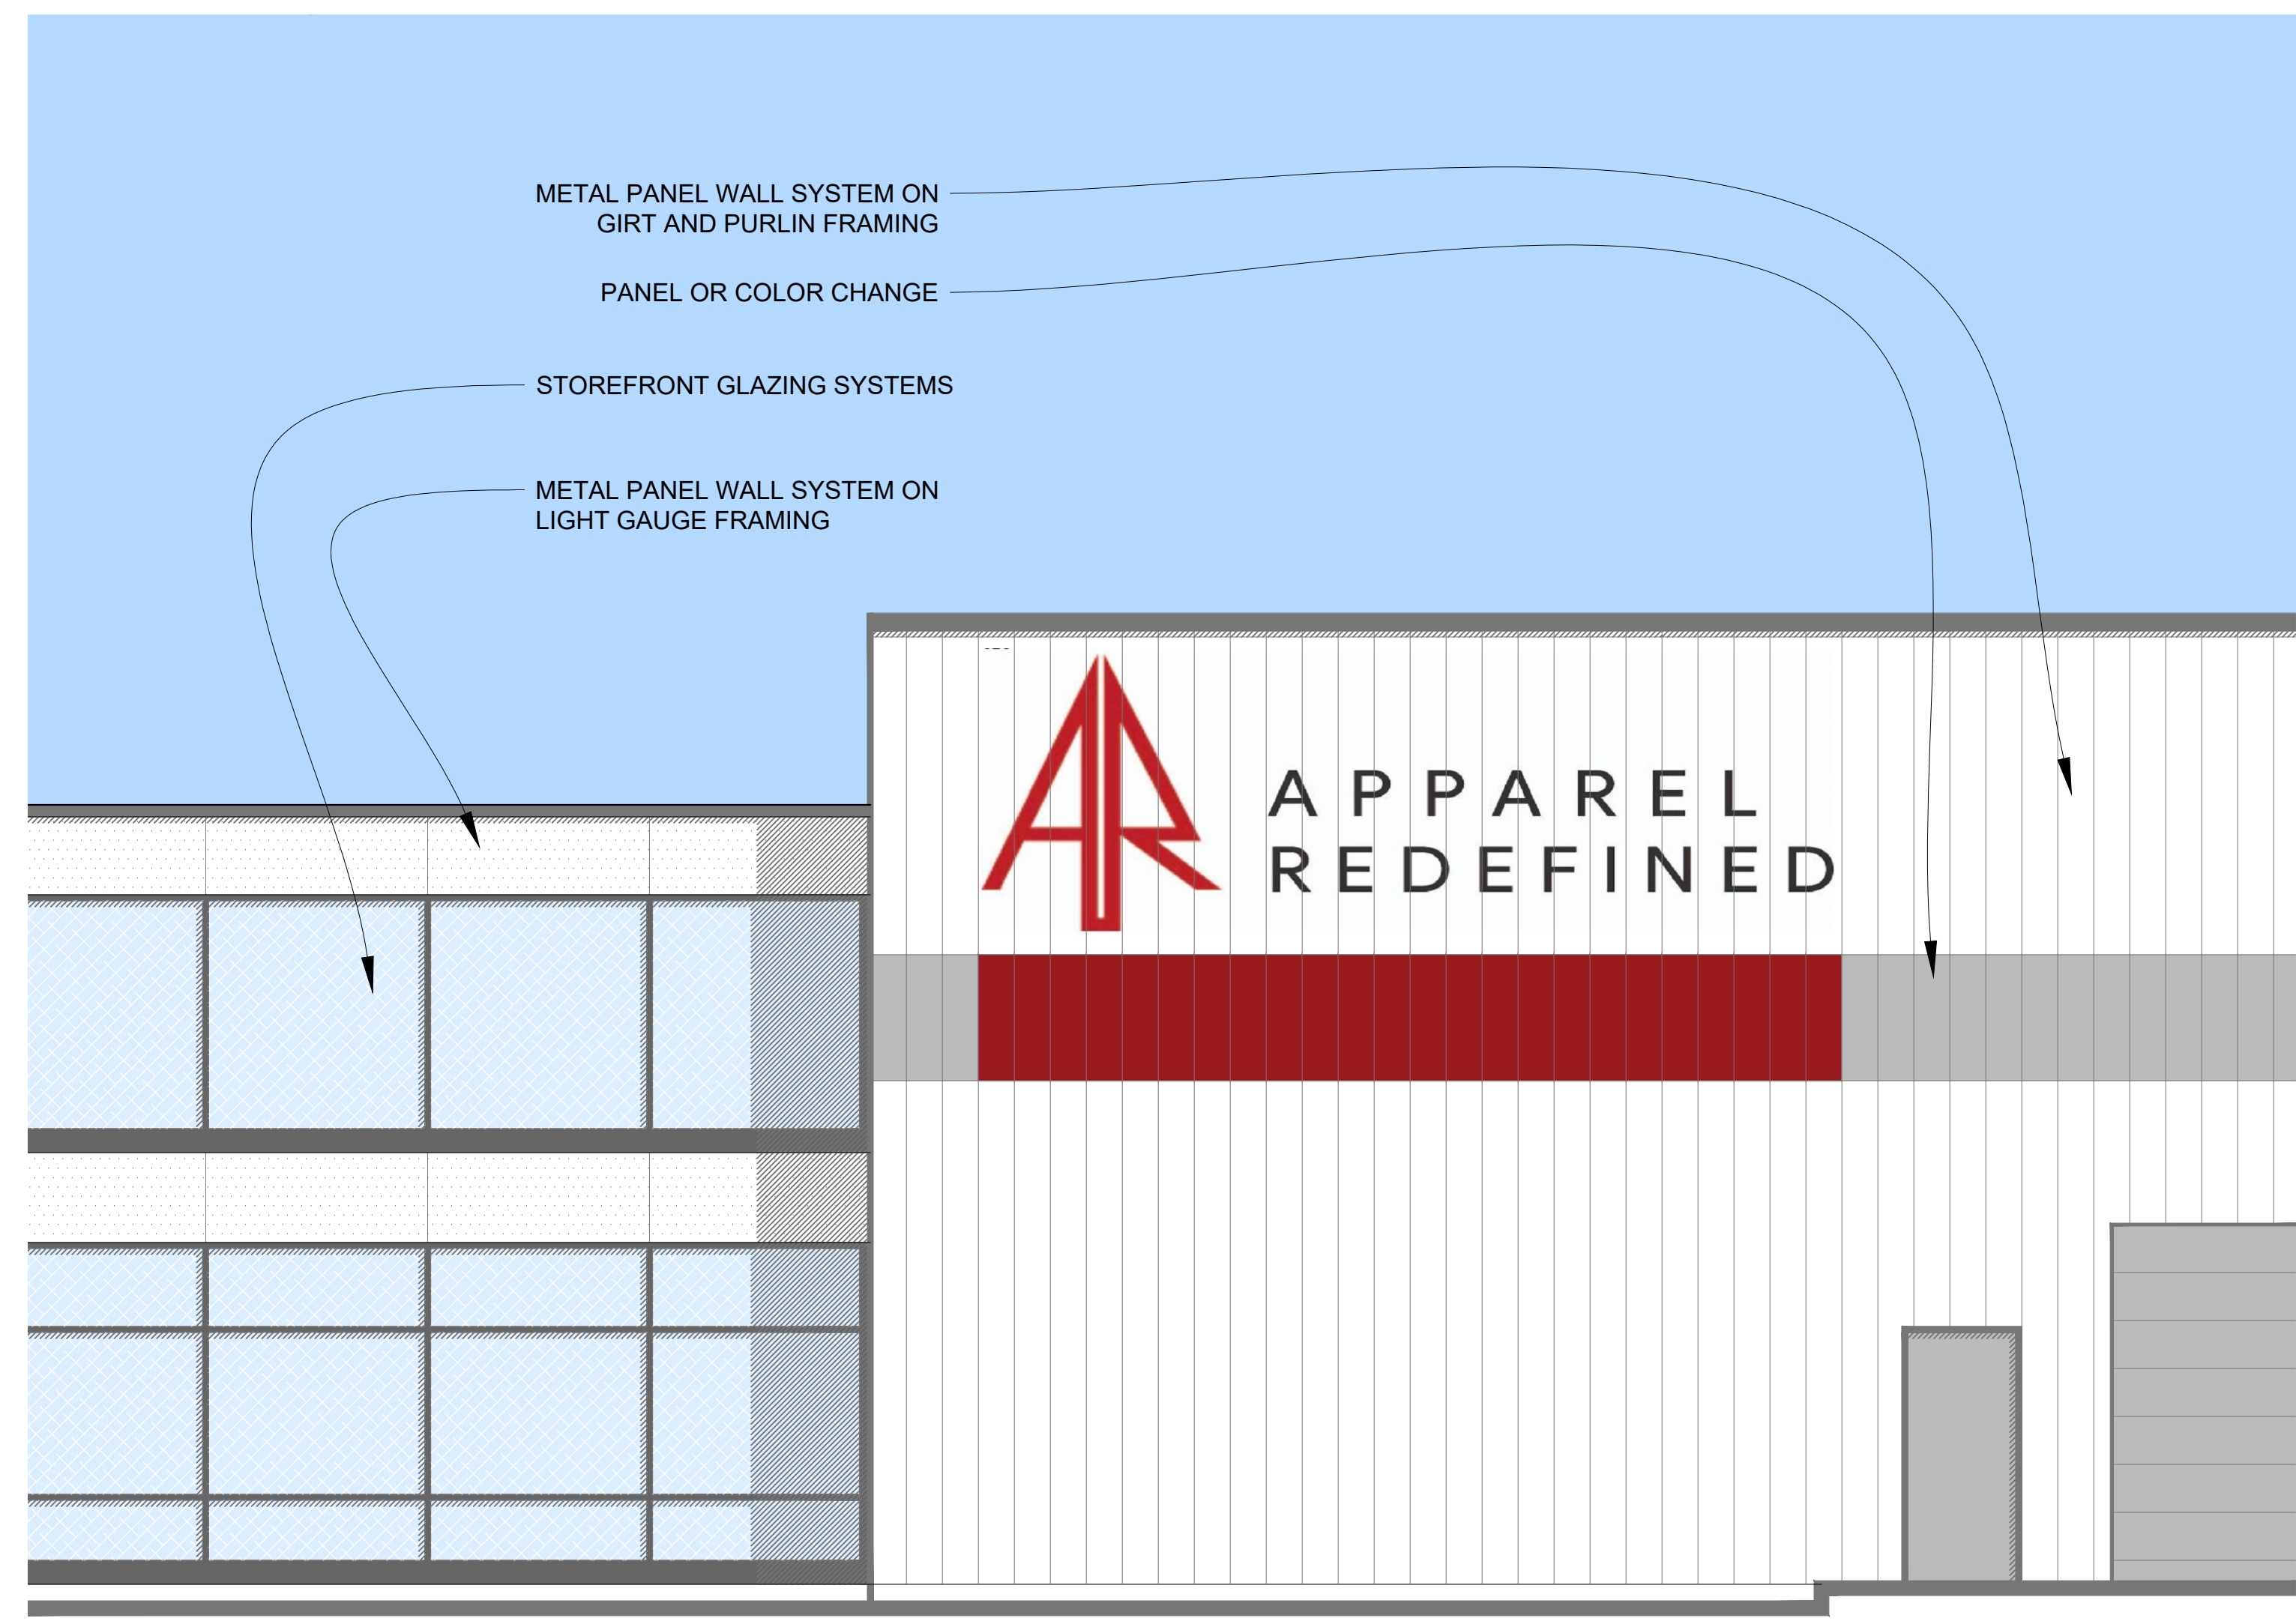 METAL PANEL WALL SYSTEM ON
GIRT AND PURLIN FRAMING
PANEL OR COLOR CHANGE
STOREFRONT GLAZING SYSTEMS
METAL PANEL WALL SYSTEM ON
LIGHT GAUGE FRAMING
AR
APPAREL
REDEFINED